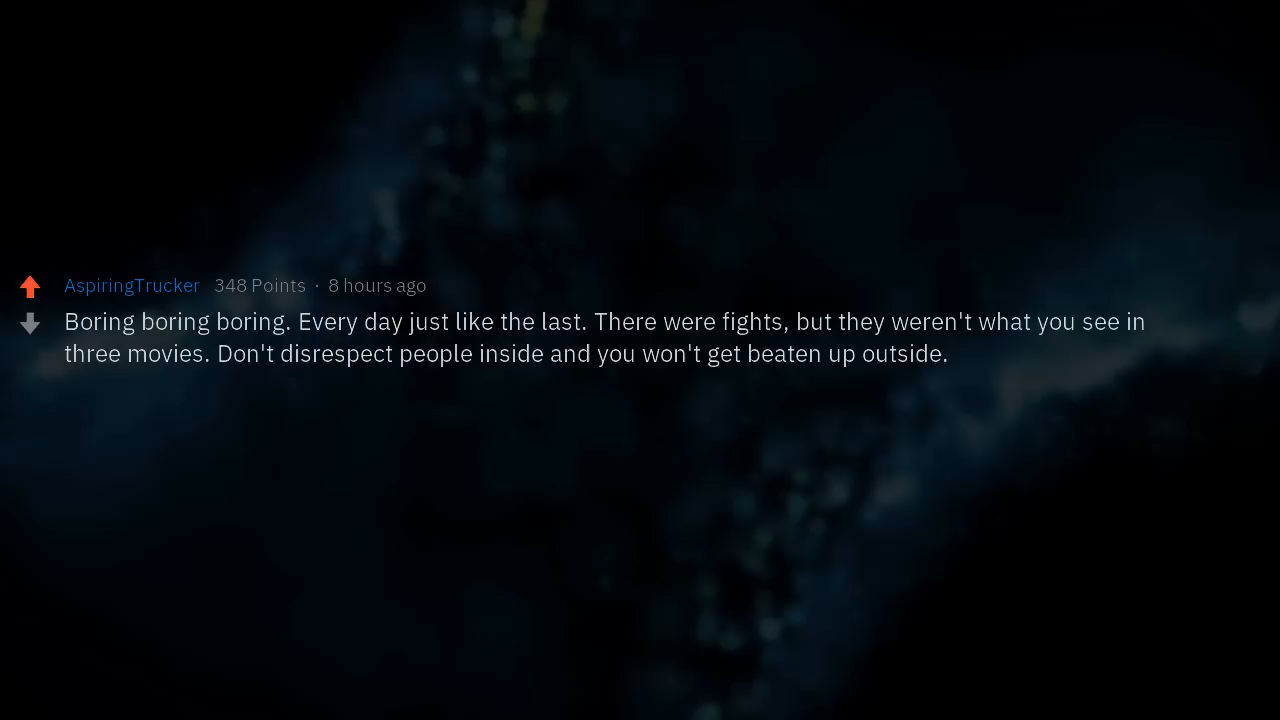 AspiringTrucker 348 Points · 8 hours ago
Boring boring boring. Every day just like the last. There were fights, but they weren't what you see in
three movies. Don't disrespect people inside and you won't get beaten up outside.